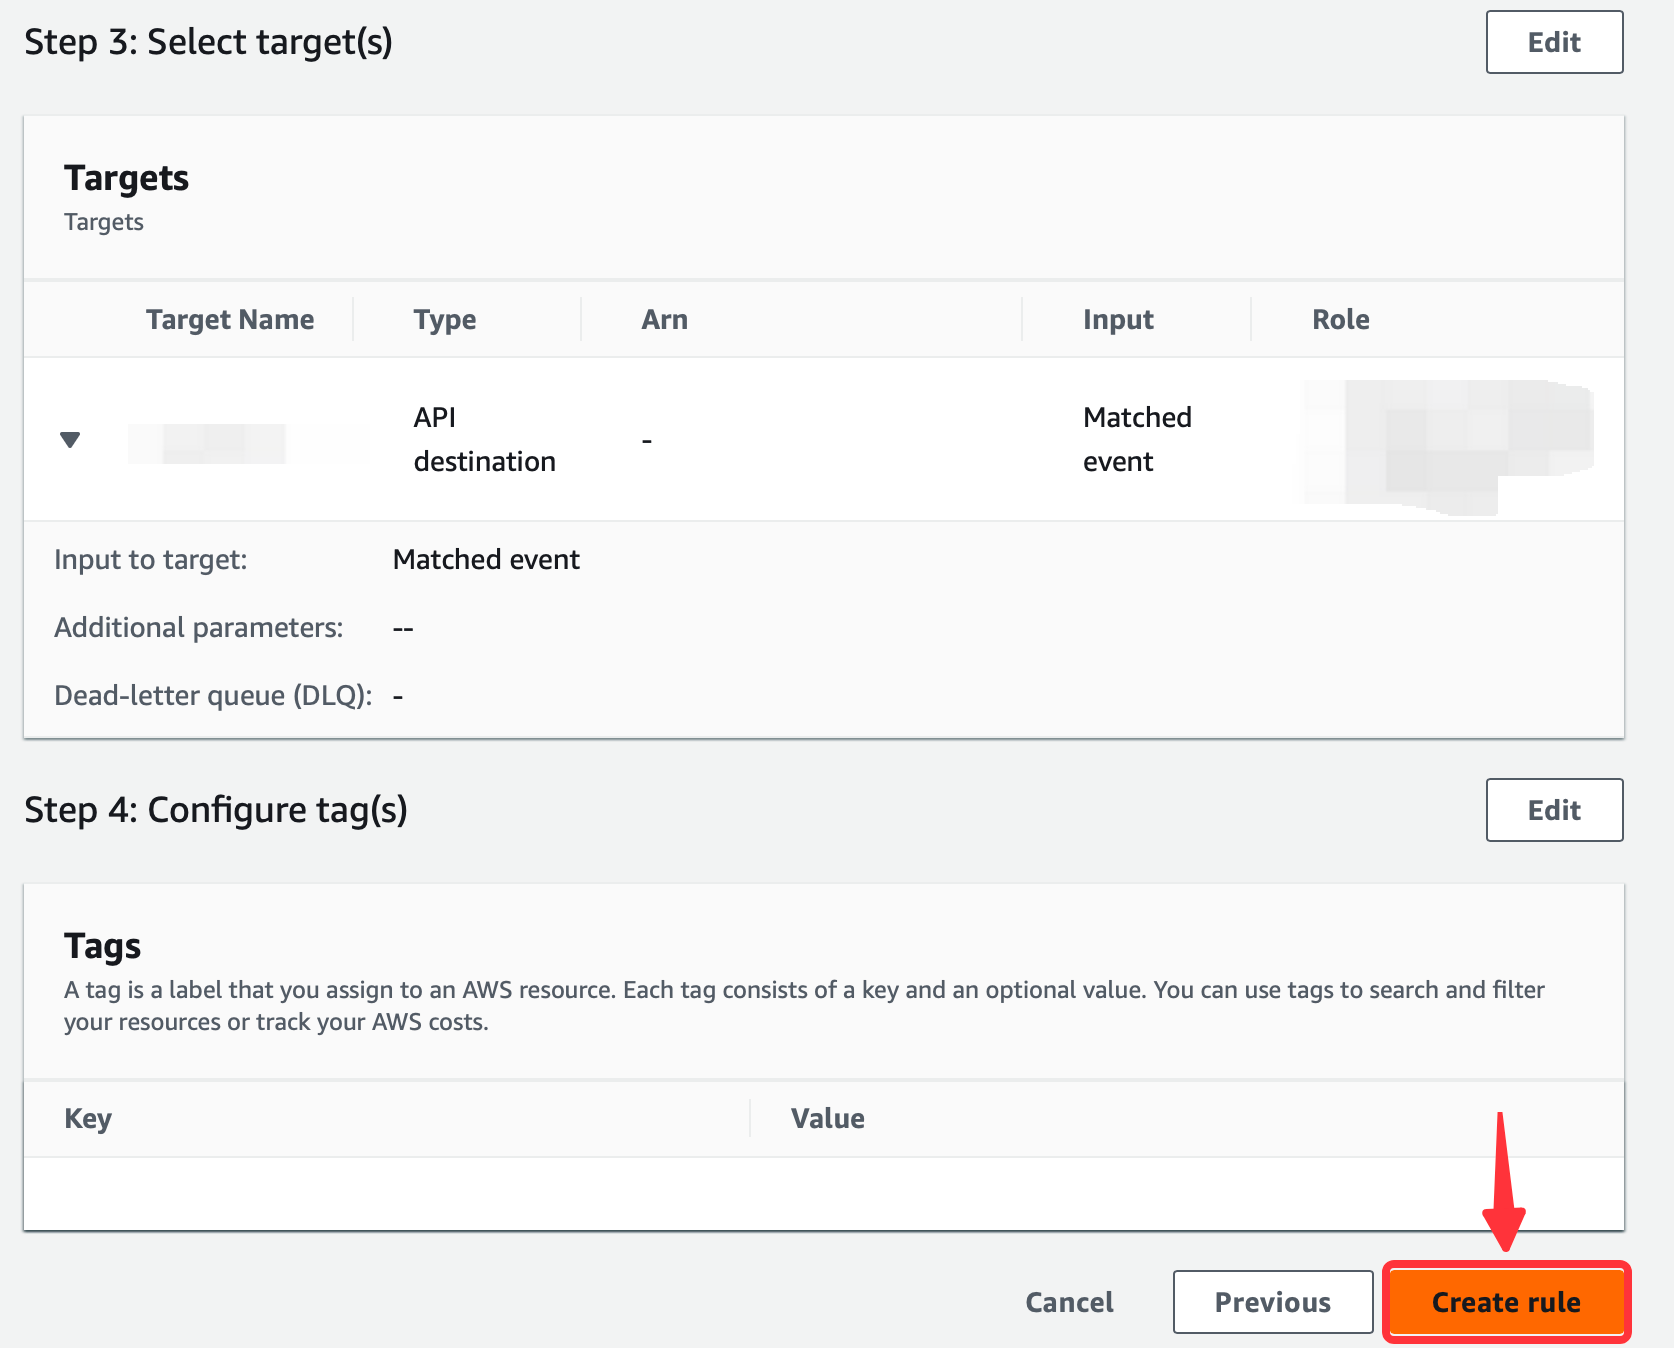 Step 3: Select target(s)
Edit
Targets
Targets
Target Name
Type
Arn
Input
Role
API
destination
-
Matched
event
Input to target:
Matched event
Additional parameters:
--
Dead-letter queue (DLQ):
-
Step 4: Configure tag(s)
Edit
Tags
A tag is a label that you assign to an AWS resource. Each tag consists of a key and an optional value. You can use tags to search and filter
your resources or track your AWS costs.
Key
Value
Cancel
Previous
Create rule